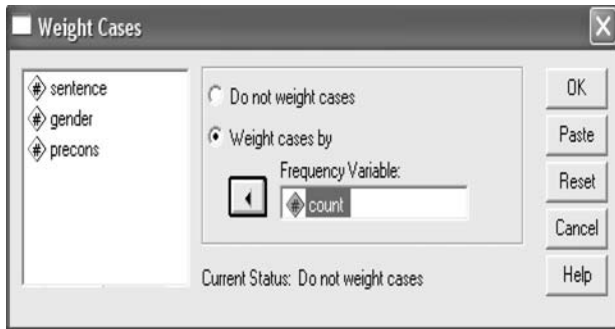 Weight Cases
sentence
gender
precons
Do not weight cases
Weight cases by
Frequency Variable:
count
Current Status: Do not weight cases
OK
Paste
Reset
Cancel
Help